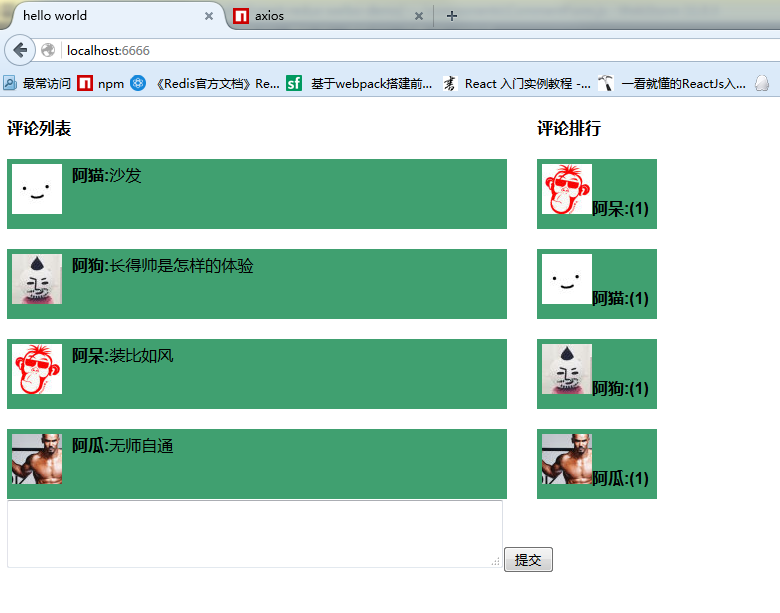 hello world
axios
localhost:6666
最常访问 npm 《Redis官方文档》Re... 基于webpack搭建前... React 入门实例教程 -... 一看就懂的ReactJs入...
评论列表
阿猫:沙发
阿狗:长得帅是怎样的体验
阿呆:装比如风
阿瓜:无师自通
提交
评论排行
阿呆:(1)
阿猫:(1)
阿狗:(1)
阿瓜:(1)